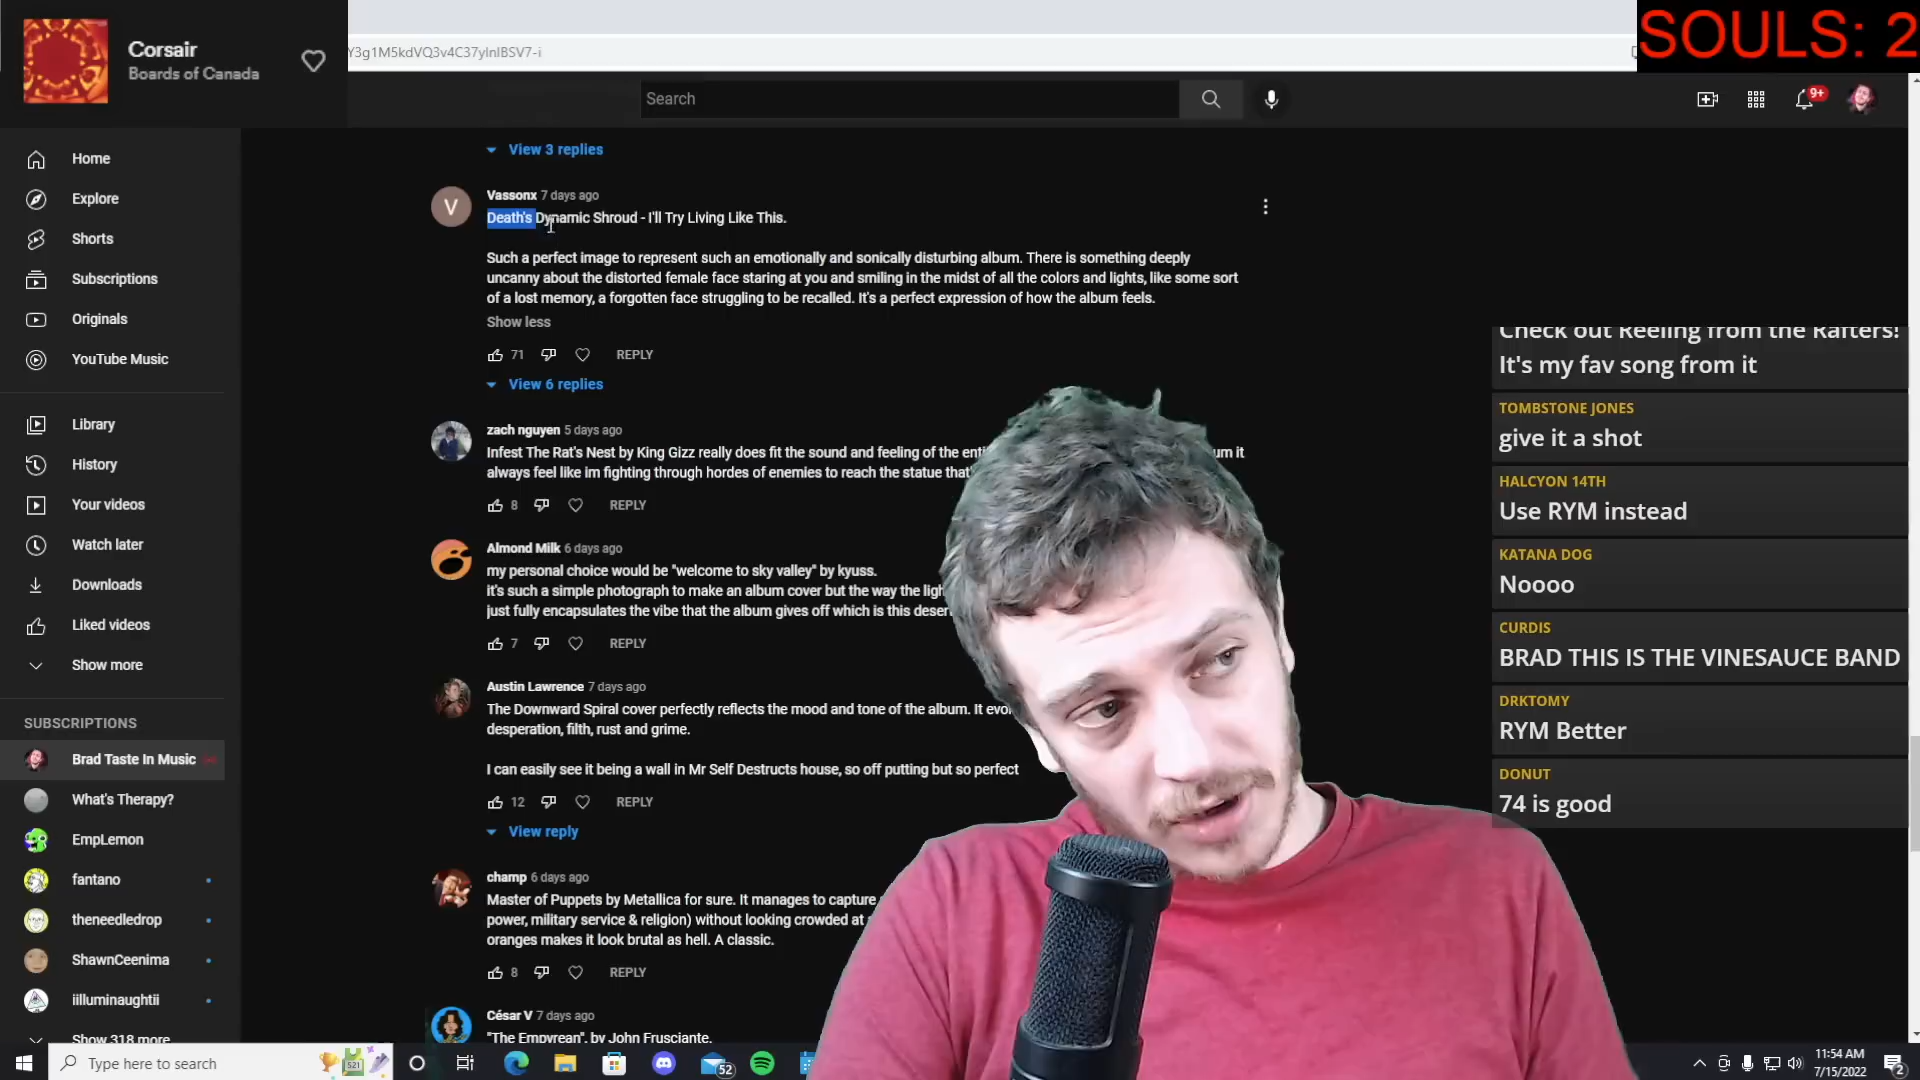 Corsair
Boards of Canada
Y3g1M5kdVQ3v4C37ylnIBSV7-i
SOULS: 2
Search
9+
Home
Explore
Shorts
Subscriptions
Originals
YouTube Music
Library
History
Your videos
Watch later
Downloads
Liked videos
Show more
SUBSCRIPTIONS
Brad Taste In Music
What's Therapy?
EmpLemon
fantano
theneedledrop
ShawnCeenima
iilluminaughtii
Show 318 more
View 3 replies
V
Vassonx 7 days ago
Death's Dynamic Shroud - I'll Try Living Like This.
Such a perfect image to represent such an emotionally and sonically disturbing album. There is something deeply
uncanny about the distorted female face staring at you and smiling in the midst of all the colors and lights, like some sort
of a lost memory, a forgotten face struggling to be recalled. It's a perfect expression of how the album feels.
Show less
71 REPLY
View 6 replies
zach nguyen 5 days ago
Infest The Rat's Nest by King Gizz really does fit the sound and feeling of the um it
always feel like im fighting through hordes of enemies to reach the statue
8 REPLY
Almond Milk 6 days ago
my personal choice would be "welcome to sky valley" by kyuss.
it's such a simple photograph to make an album cover but the way the
just fully encapsulates the vibe that the album gives off which is this
7 REPLY
Austin Lawrence 7 days ago
The Downward Spiral cover perfectly reflects the mood and tone of the album. It
desperation, filth, rust and grime.
I can easily see it being a wall in Mr Self Destructs house, so off putting but so perfect
12 REPLY
View reply
champ 6 days ago
Master of Puppets by Metallica for sure. It manages to capture
power, military service & religion) without looking crowded at
oranges makes it look brutal as hell. A classic.
8 REPLY
César V 7 days ago
"The Empyrean", by John Frusciante.
Check out Reeling from the Rafters!
It's my fav song from it
TOMBSTONE JONES
give it a shot
HALCYON 14TH
Use RYM instead
KATANA DOG
Noooo
CURDIS
BRAD THIS IS THE VINESAUCE BAND
DRKTOMY
RYM Better
DONUT
74 is good
Type here to search
521
52
11:54 AM
7/15/2022
2